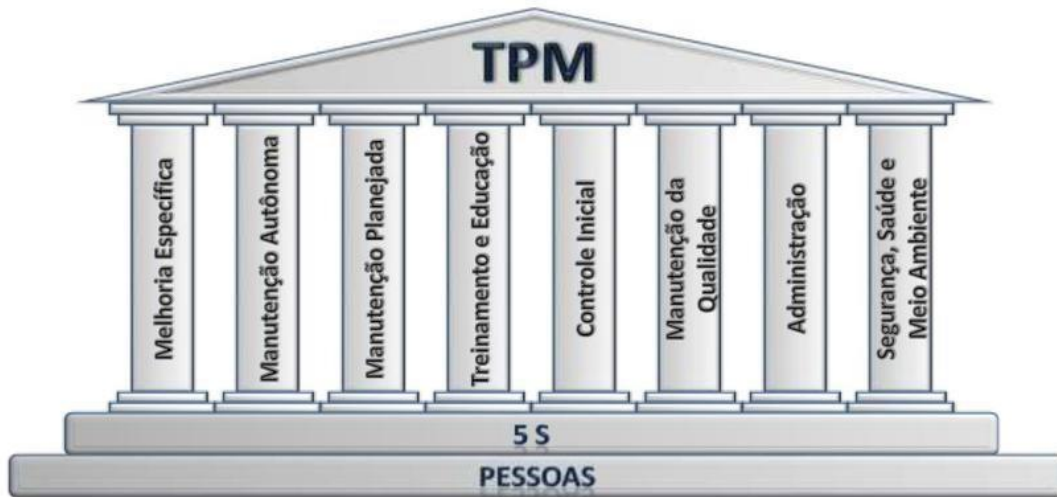 TPM
Melhoria Específica
Manutenção Autônoma
Manutenção Planejada
Treinamento e Educação
Controle Inicial
Manutenção da
Qualidade
Administração
Segurança, Saúde e
Meio Ambiente
5 S
PESSOAS